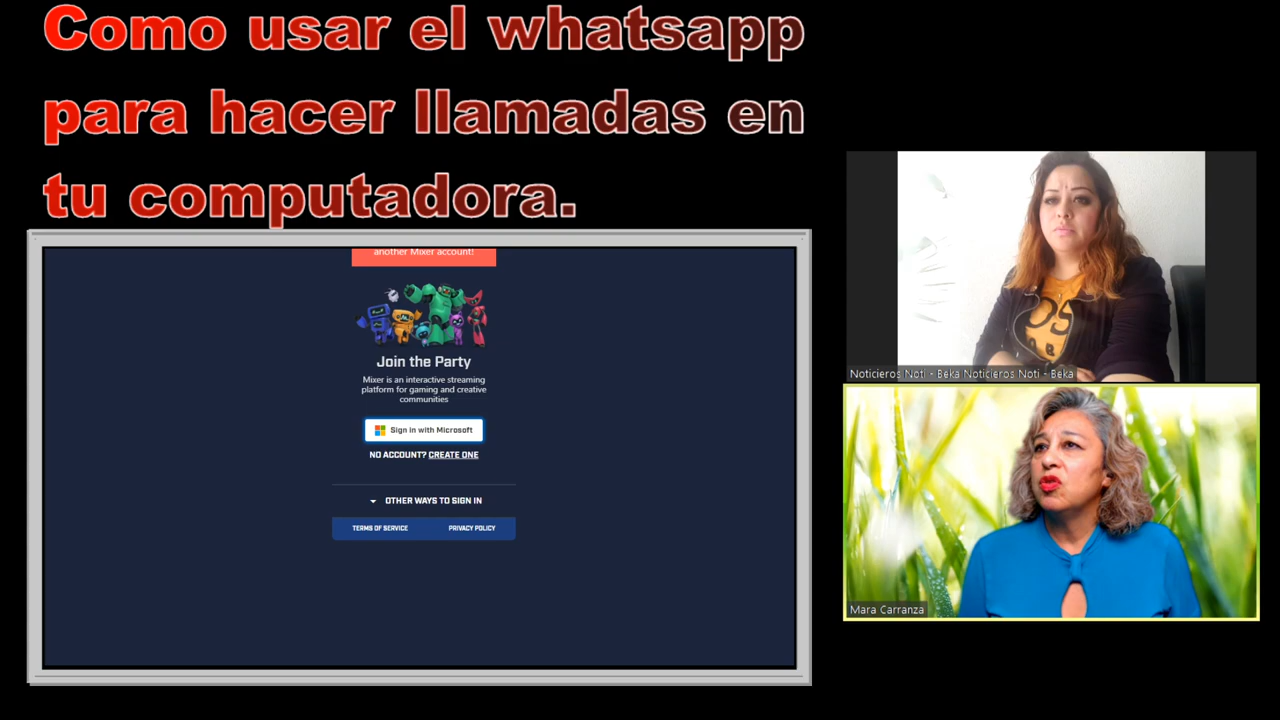 Como usar el whatsapp
para hacer llamadas en
tu computadora.
another Mixer account!
Join the Party
Mixer is an interactive streaming
platform for gaming and creative
communities
Sign in with Microsoft
NO ACCOUNT? CREATE ONE
OTHER WAYS TO SIGN IN
TERMS OF SERVICE PRIVACY POLICY
Noticieros Noti - Beka Noticieros Noti - Beka
Mara Carranza